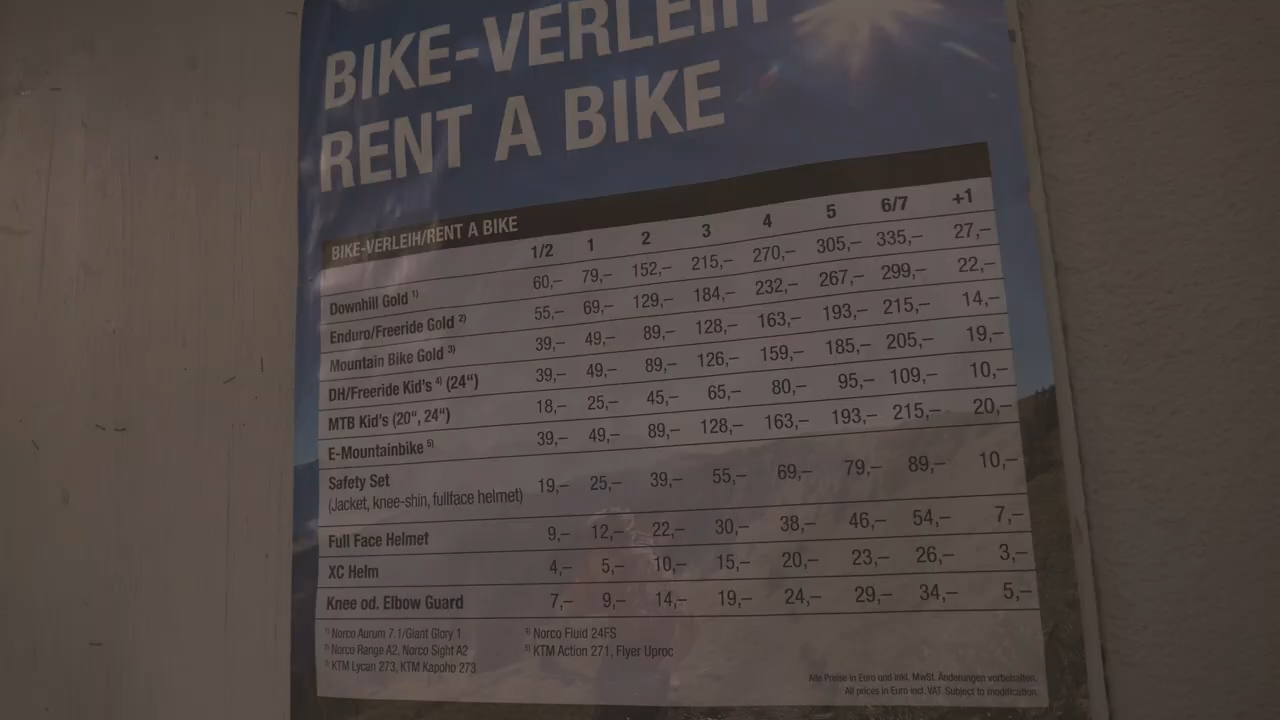 BIKE-VERLEIH
RENT A BIKE
BIKE-VERLEIH/RENT A BIKE
1/2 1 2 3 4 5 6/7 +1
Downhill Gold ¹⁾ 60,– 79,– 152,– 215,– 270,– 305,– 335,– 27,–
Enduro/Freeride Gold ²⁾ 55,– 69,– 129,– 184,– 232,– 267,– 299,– 22,–
Mountain Bike Gold ³⁾ 39,– 49,– 89,– 128,– 163,– 193,– 215,– 14,–
DH/Freeride Kid's ⁴⁾ (24“) 39,– 49,– 89,– 126,– 159,– 185,– 205,– 19,–
MTB Kid's (20“, 24“) 18,– 25,– 45,– 65,– 80,– 95,– 109,– 10,–
E-Mountainbike ⁵⁾ 39,– 49,– 89,– 128,– 163,– 193,– 215,– 20,–
Safety Set 19,– 25,– 39,– 55,– 69,– 79,– 89,– 10,–
(Jacket, knee-shin, fullface helmet)
Full Face Helmet 9,– 12,– 22,– 30,– 38,– 46,– 54,– 7,–
XC Helm 4,– 5,– 10,– 15,– 20,– 23,– 26,– 3,–
Knee od. Elbow Guard 7,– 9,– 14,– 19,– 24,– 29,– 34,– 5,–
¹⁾ Norco Aurum 7.1/Giant Glory 1
²⁾ Norco Range A2, Norco Sight A2
³⁾ KTM Lycan 273, KTM Kapoho 273
⁴⁾ Norco Fluid 24FS
⁵⁾ KTM Action 271, Flyer Uproc
Alle Preise in Euro und inkl. MwSt. Änderungen vorbehalten.
All prices in Euro incl. VAT. Subject to modification.